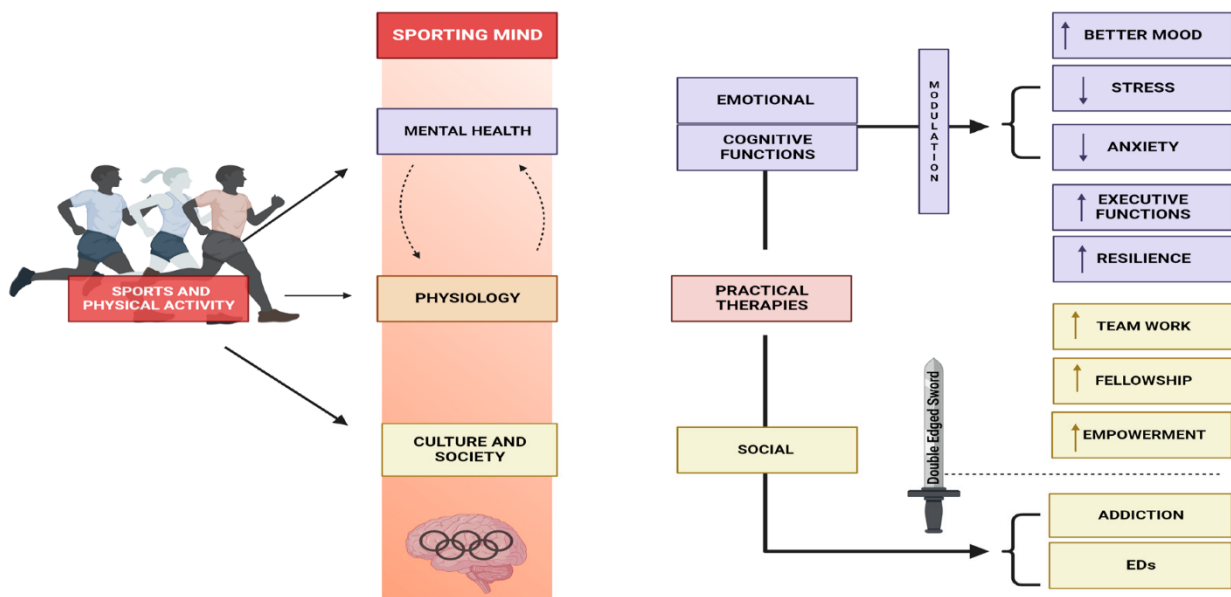 SPORTING MIND
MENTAL HEALTH
SPORTS AND
PHYSICAL ACTIVITY
PHYSIOLOGY
CULTURE AND
SOCIETY
EMOTIONAL
COGNITIVE
FUNCTIONS
MODULATION
PRACTICAL
THERAPIES
SOCIAL
BETTER MOOD
STRESS
ANXIETY
EXECUTIVE
FUNCTIONS
RESILIENCE
TEAM WORK
FELLOWSHIP
EMPOWERMENT
Double Edged Sword
ADDICTION
EDs